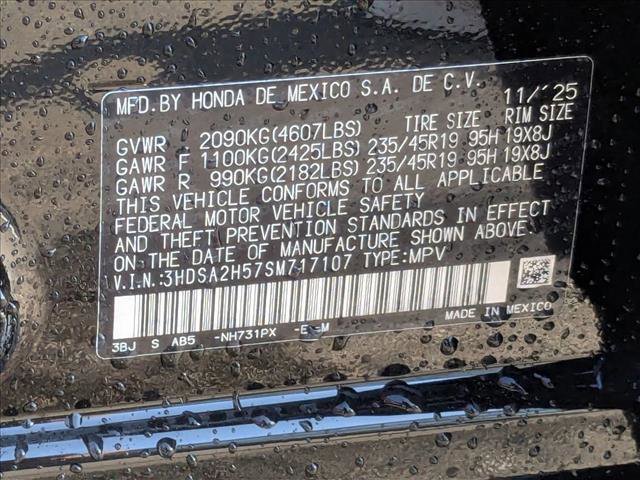 MFD.BY HONDA DE MEXICO S.A. DE C.V. 11/'25
GVWR 2090KG(4607LBS) TIRE SIZE RIM SIZE
GAWR F 1100KG(2425LBS) 235/45R19 95H 19X8J
GAWR R 990KG(2182LBS) 235/45R19 95H 19X8J
THIS VEHICLE CONFORMS TO ALL APPLICABLE
FEDERAL MOTOR VEHICLE SAFETY
AND THEFT PREVENTION STANDARDS IN EFFECT
ON THE DATE OF MANUFACTURE SHOWN ABOVE
V.I.N.:3HDSA2H57SM717107 TYPE:MPV
3BJ S AB5 -NH731PX
MADE IN MEXICO